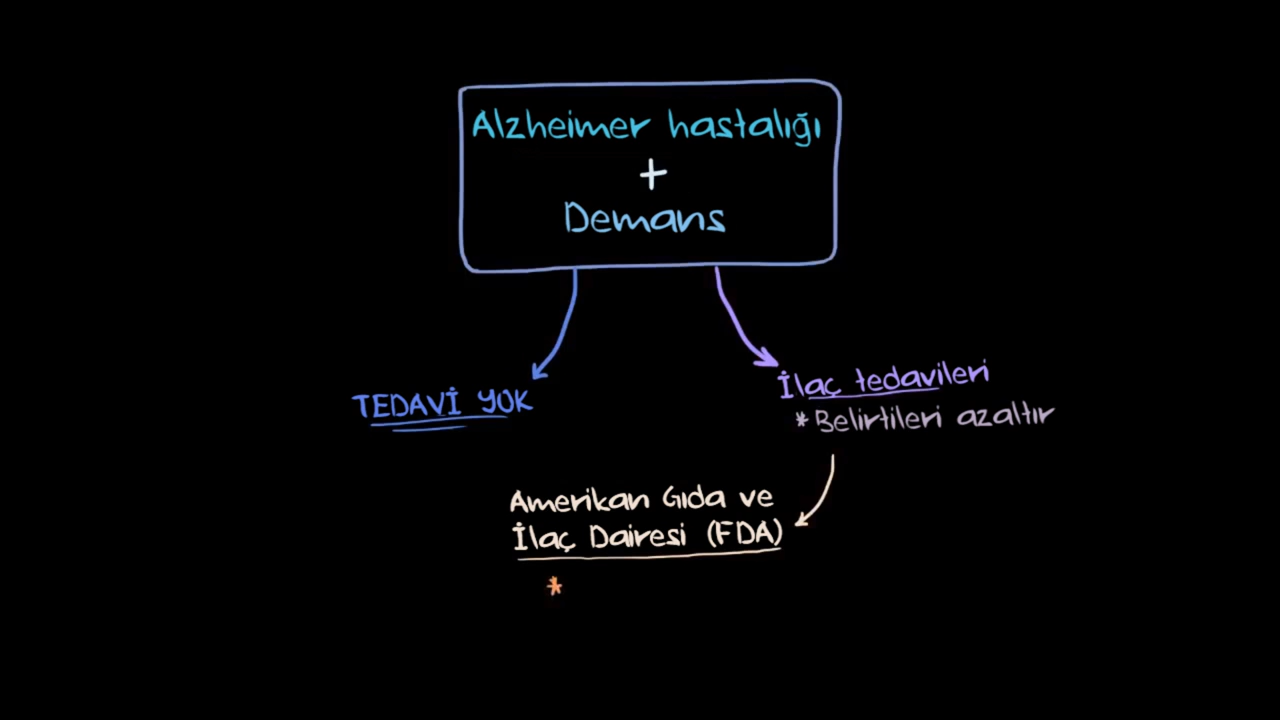 Alzheimer hastalığı
+
Demans
TEDAVİ YOK
İlaç tedavileri
* Belirtileri azaltır
Amerikan Gıda ve
İlaç Dairesi (FDA)
*